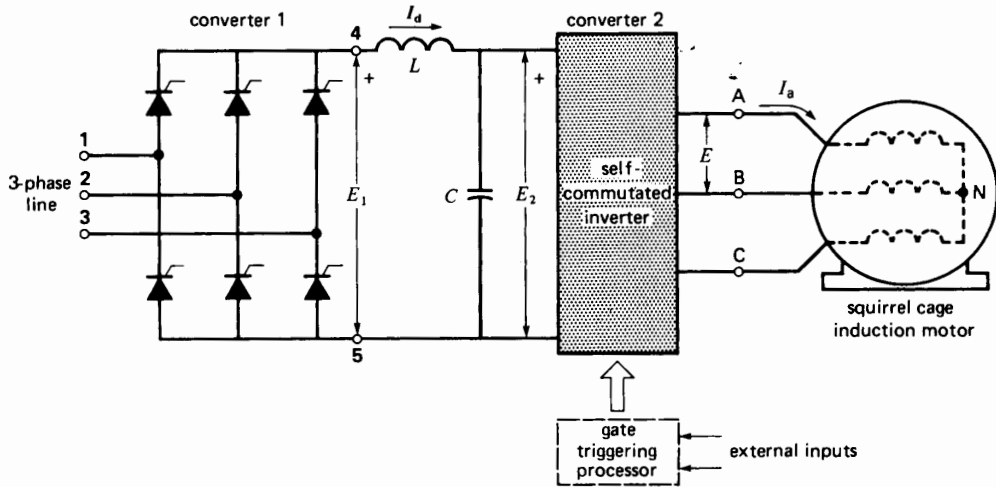 converter 1
I_d
converter 2
4
L
+
+
A
I_a
1
3-phase
line
2
3
E_1
C
E_2
self-
commutated
inverter
E
B
N
C
5
squirrel cage
induction motor
gate
triggering
processor
external inputs